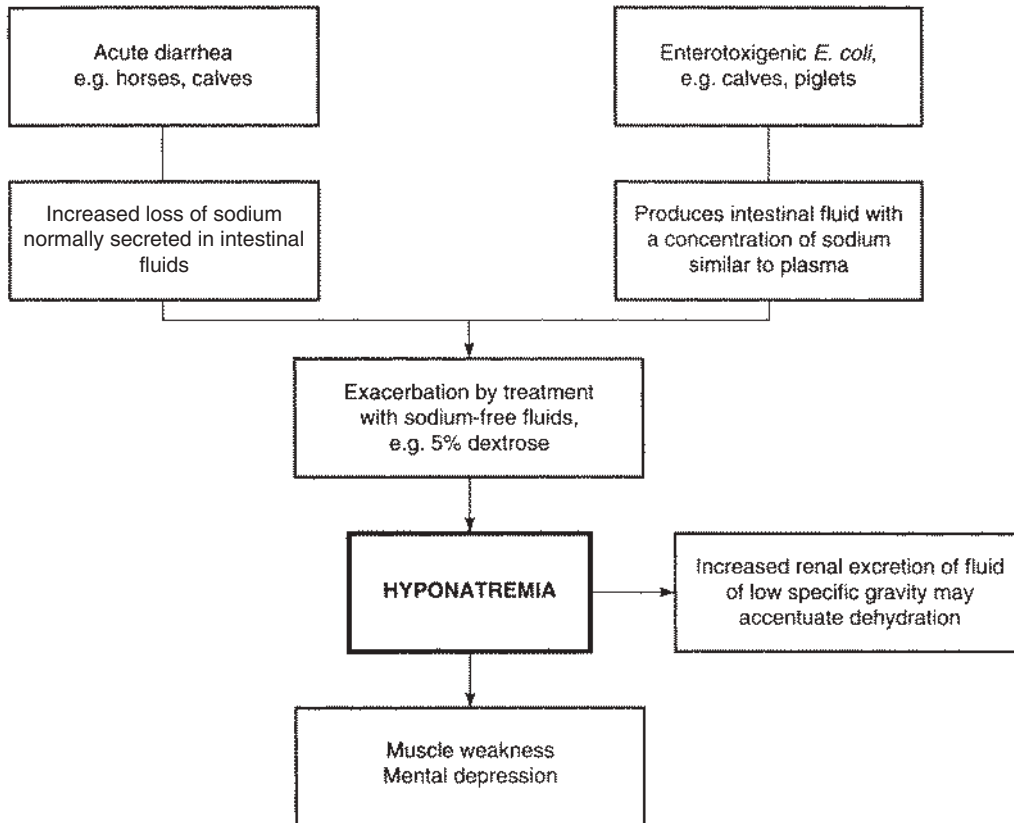 Acute diarrhea
e.g. horses, calves
Enterotoxigenic E. coli,
e.g. calves, piglets
Increased loss of sodium
normally secreted in intestinal
fluids
Produces intestinal fluid with
a concentration of sodium
similar to plasma
Exacerbation by treatment
with sodium-free fluids,
e.g. 5% dextrose
HYPONATREMIA
Increased renal excretion of fluid
of low specific gravity may
accentuate dehydration
Muscle weakness
Mental depression